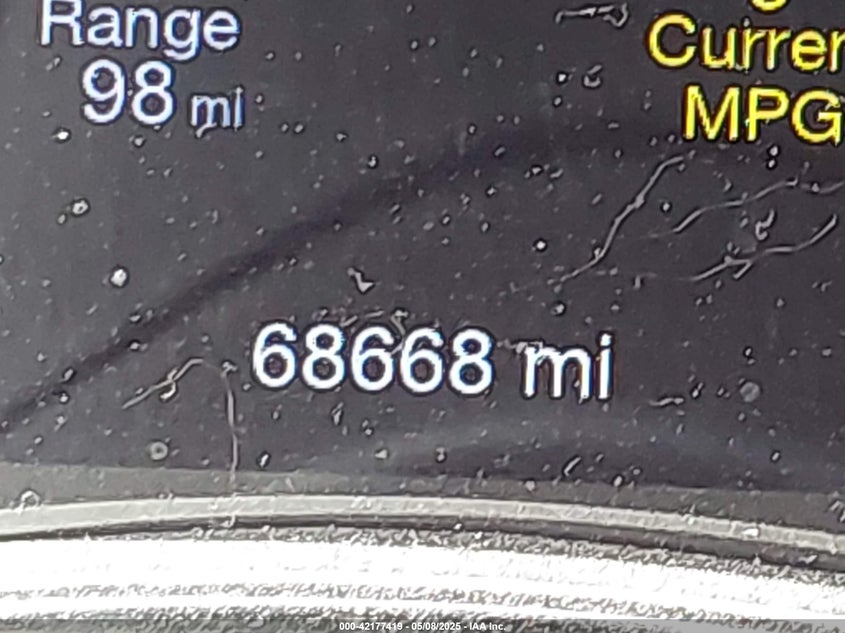 Range
98 mi
Curren
MPG
68668 mi
000-42177419 - 05/08/2025 - IAA Inc.